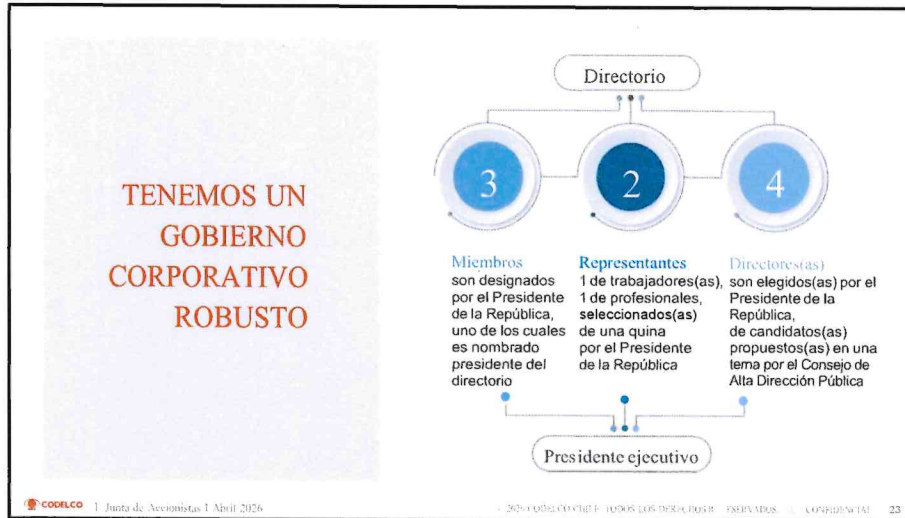 TENEMOS UN
GOBIERNO
CORPORATIVO
ROBUSTO
Directorio
3
2
4
Miembros
son designados
por el Presidente
de la República,
uno de los cuales
es nombrado
presidente del
directorio
Representantes
1 de trabajadores(as),
1 de profesionales,
seleccionados(as)
de una quina
por el Presidente
de la República
Directores(as)
son elegidos(as) por el
Presidente de la
República,
de candidatos(as)
propuestos(as) en una
tema por el Consejo de
Alta Dirección Pública
Presidente ejecutivo
CODELCO I Junta de Accionistas I Abril 2026
CODELCO CHILE TODOS LOS DERECHOS CONFIDENCIAL 23